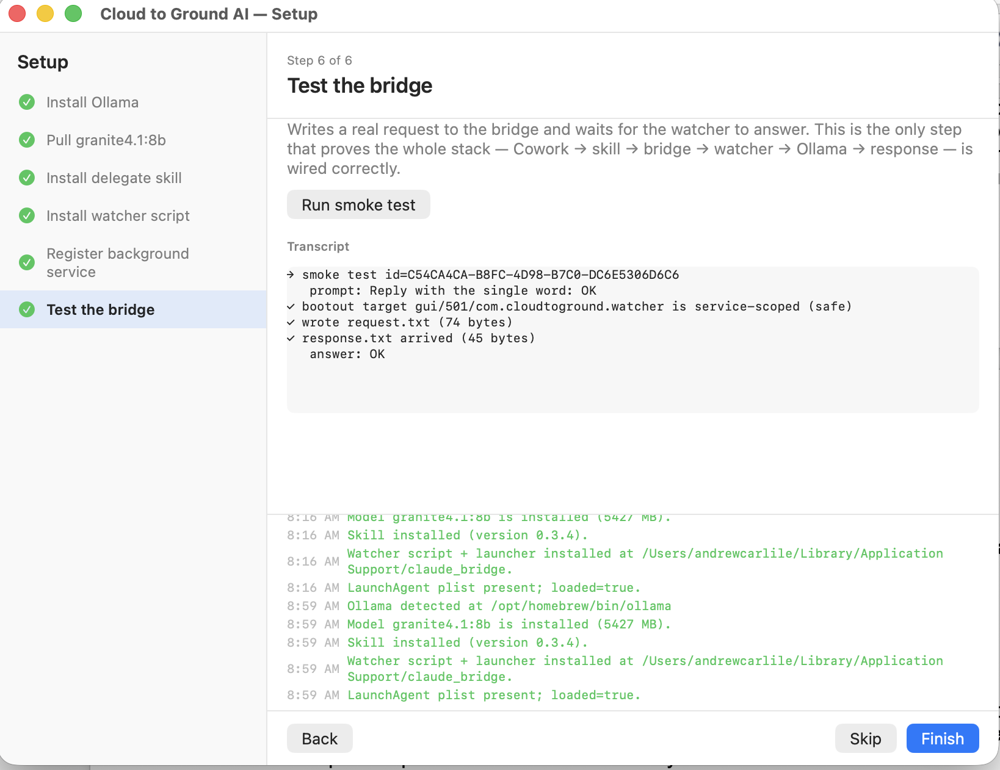 Cloud to Ground AI — Setup
Setup
Install Ollama
Pull granite4.1:8b
Install delegate skill
Install watcher script
Register background
service
Test the bridge
Step 6 of 6
Test the bridge
Writes a real request to the bridge and waits for the watcher to answer. This is the only step
that proves the whole stack — Cowork → skill → bridge → watcher → Ollama → response — is
wired correctly.
Run smoke test
Transcript
→ smoke test id=C54CA4CA-B8FC-4D98-B7C0-DC6E5306D6C6
prompt: Reply with the single word: OK
✓ bootout target gui/501/com.cloudtoground.watcher is service-scoped (safe)
✓ wrote request.txt (74 bytes)
✓ response.txt arrived (45 bytes)
answer: OK
8:16 AM Model granite4.1:8b is installed (5427 MB).
8:16 AM Skill installed (version 0.3.4).
8:16 AM Watcher script + launcher installed at /Users/andrewcarlile/Library/Application
Support/claude_bridge.
8:16 AM LaunchAgent plist present; loaded=true.
8:59 AM Ollama detected at /opt/homebrew/bin/ollama
8:59 AM Model granite4.1:8b is installed (5427 MB).
8:59 AM Skill installed (version 0.3.4).
8:59 AM Watcher script + launcher installed at /Users/andrewcarlile/Library/Application
Support/claude_bridge.
8:59 AM LaunchAgent plist present; loaded=true.
Back
Skip
Finish